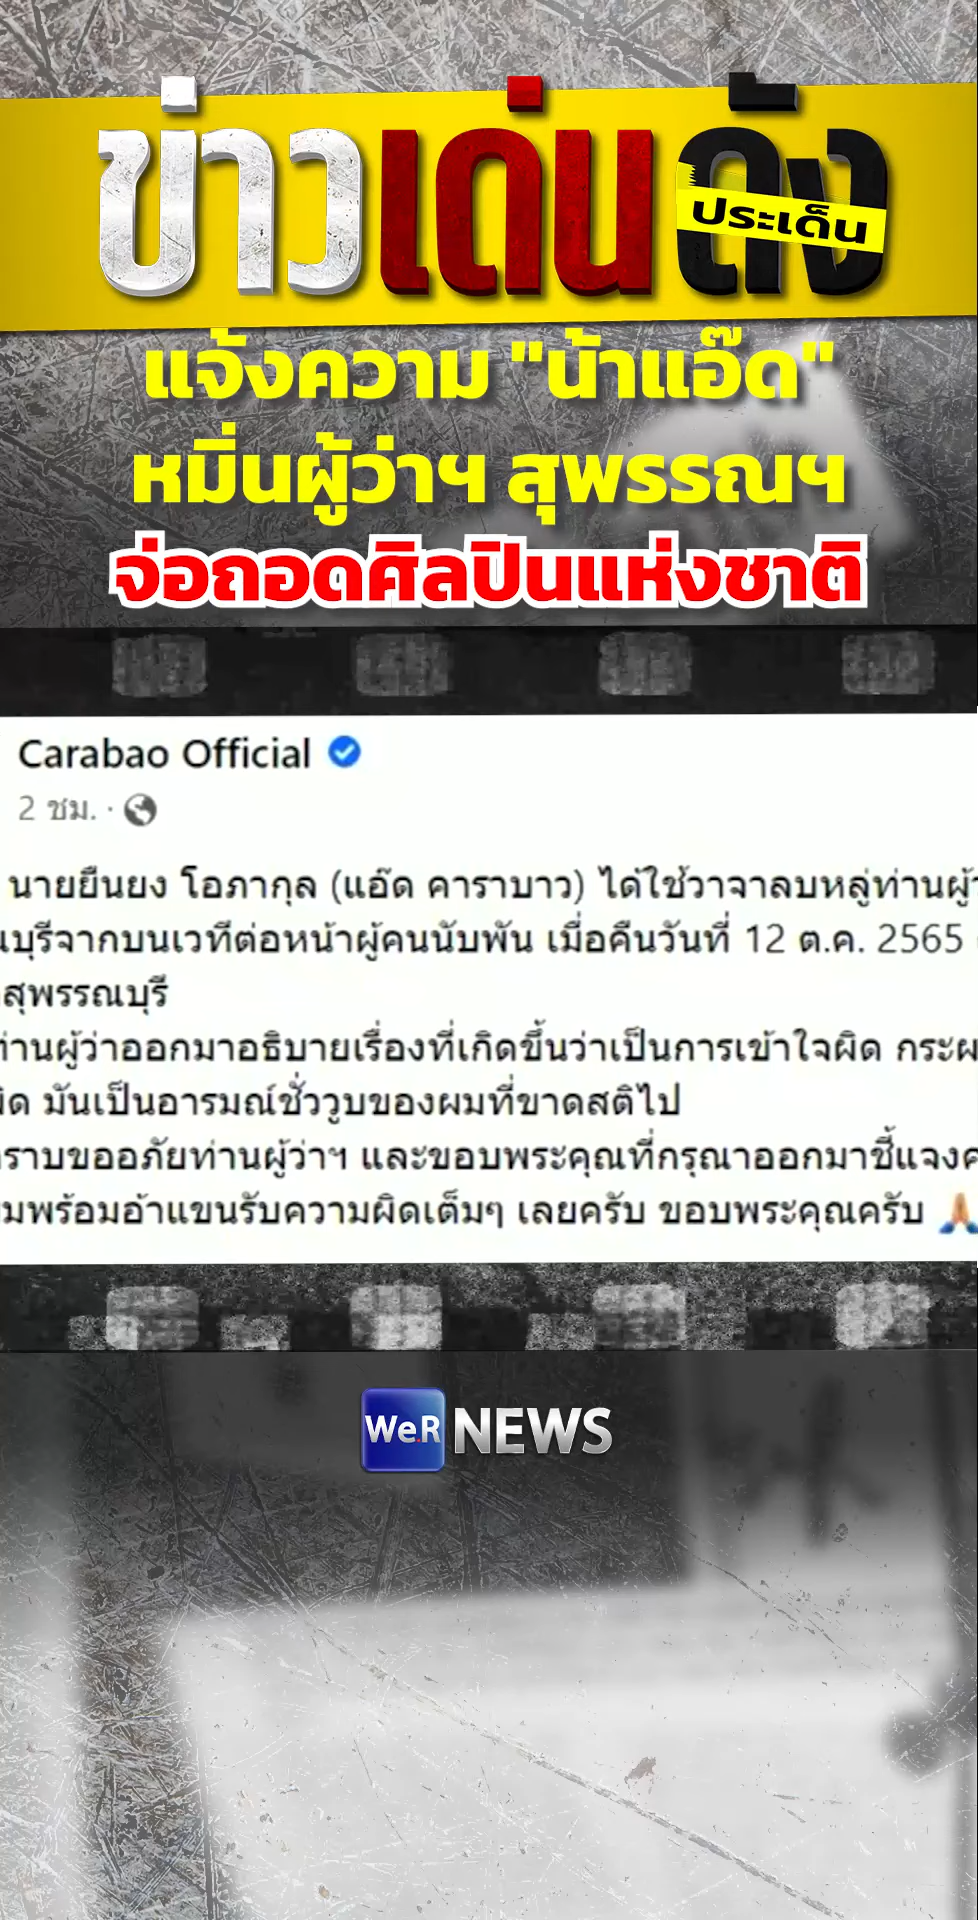 ข่าวเด่น ดัง
ประเด็น
แจ้งความ "น้าแอ๊ด"
หมิ่นผู้ว่าฯ สุพรรณฯ
จ่อถอดศิลปินแห่งชาติ
Carabao Official
2 ชม. ·
นายยืนยง โอภากุล (แอ๊ด คาราบาว) ได้ใช้วาจาลบหลู่ท่านผู้
บุรีจากบนเวทีต่อหน้าผู้คนนับพัน เมื่อคืนวันที่ 12 ต.ค. 2565
สุพรรณบุรี
ท่านผู้ว่าออกมาอธิบายเรื่องที่เกิดขึ้นว่าเป็นการเข้าใจผิด กระผ
ผิด มันเป็นอารมณ์ชั่ววูบของผมที่ขาดสติไป
กราบขออภัยท่านผู้ว่าฯ และขอบพระคุณที่กรุณาออกมาชี้แจง
มพร้อมอ้าแขนรับความผิดเต็มๆ เลยครับ ขอบพระคุณครับ 🙏
We.R NEWS